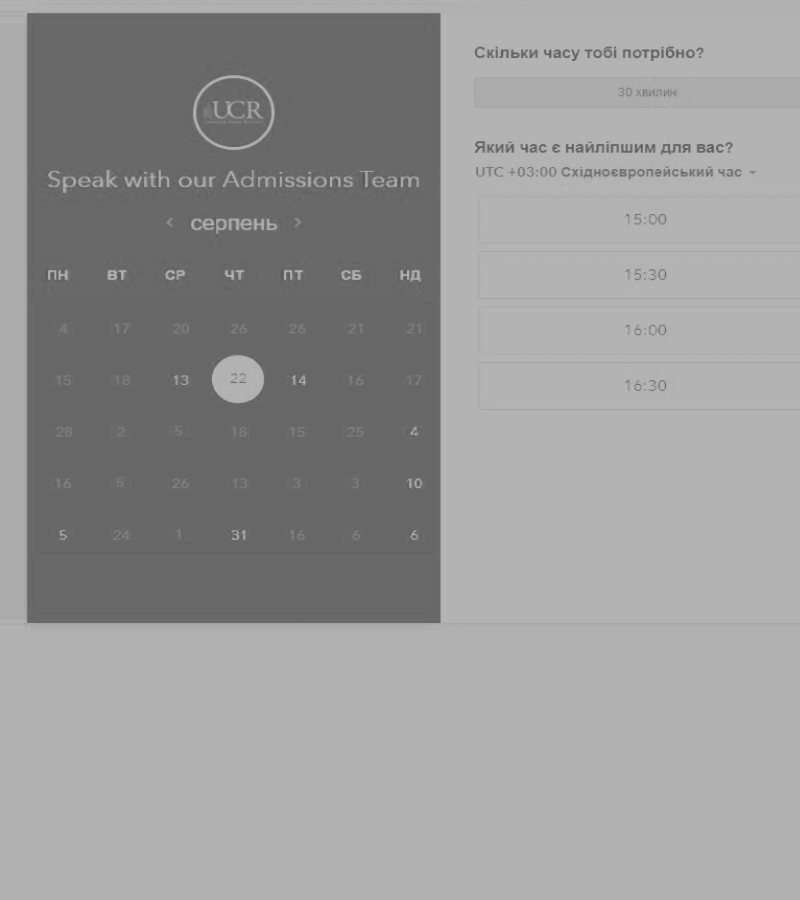 UCR
Speak with our Admissions Team
< серпень >
ПН ВТ СР ЧТ ПТ СБ НД
4 17 20 26 26 21 21
15 18 13 22 14 16 17
28 2 5 18 15 25 4
16 5 26 13 3 3 10
5 24 1 31 16 6 6
Скільки часу тобі потрібно?
30 хвилин
Який час є найліпшим для вас?
UTC +03:00 Східноєвропейський час
15:00
15:30
16:00
16:30